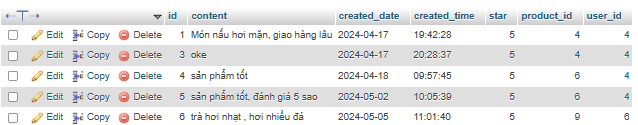 id content created_date created_time star product_id user_id
Edit Copy Delete 1 Món nấu hơi mặn, giao hàng lâu 2024-04-17 19:42:28 5 4 4
Edit Copy Delete 3 oke 2024-04-17 20:28:37 5 4 4
Edit Copy Delete 4 sản phẩm tốt 2024-04-18 09:57:45 5 6 4
Edit Copy Delete 5 sản phẩm tốt, đánh giá 5 sao 2024-05-02 10:05:39 5 6 4
Edit Copy Delete 6 trà hơi nhạt , hơi nhiều đá 2024-05-05 11:01:40 5 9 6